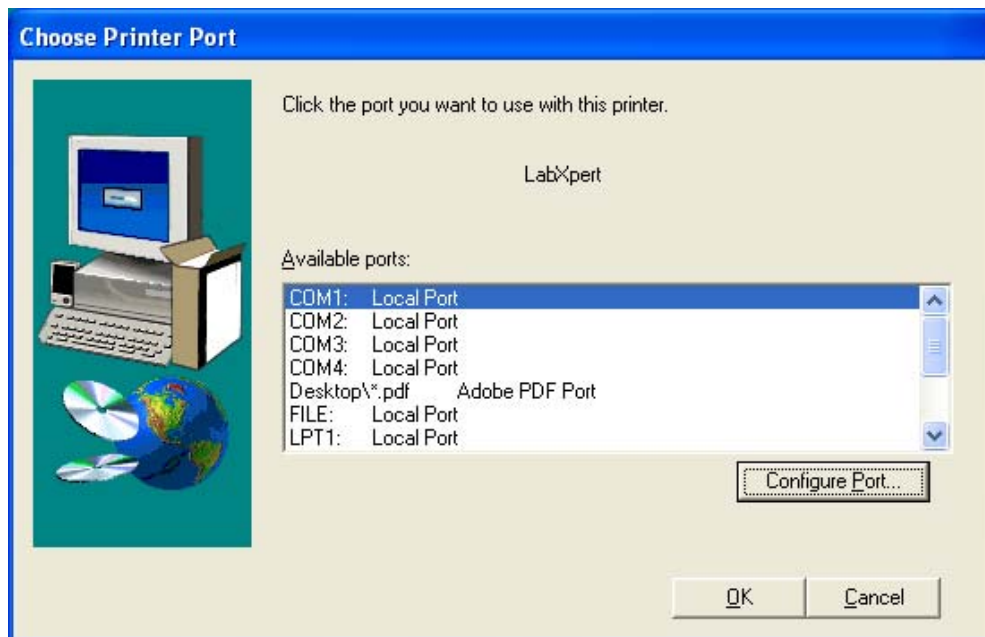 Choose Printer Port
Click the port you want to use with this printer.
LabXpert
Available ports:
COM1: Local Port
COM2: Local Port
COM3: Local Port
COM4: Local Port
Desktop\*.pdf Adobe PDF Port
FILE: Local Port
LPT1: Local Port
Configure Port...
OK Cancel